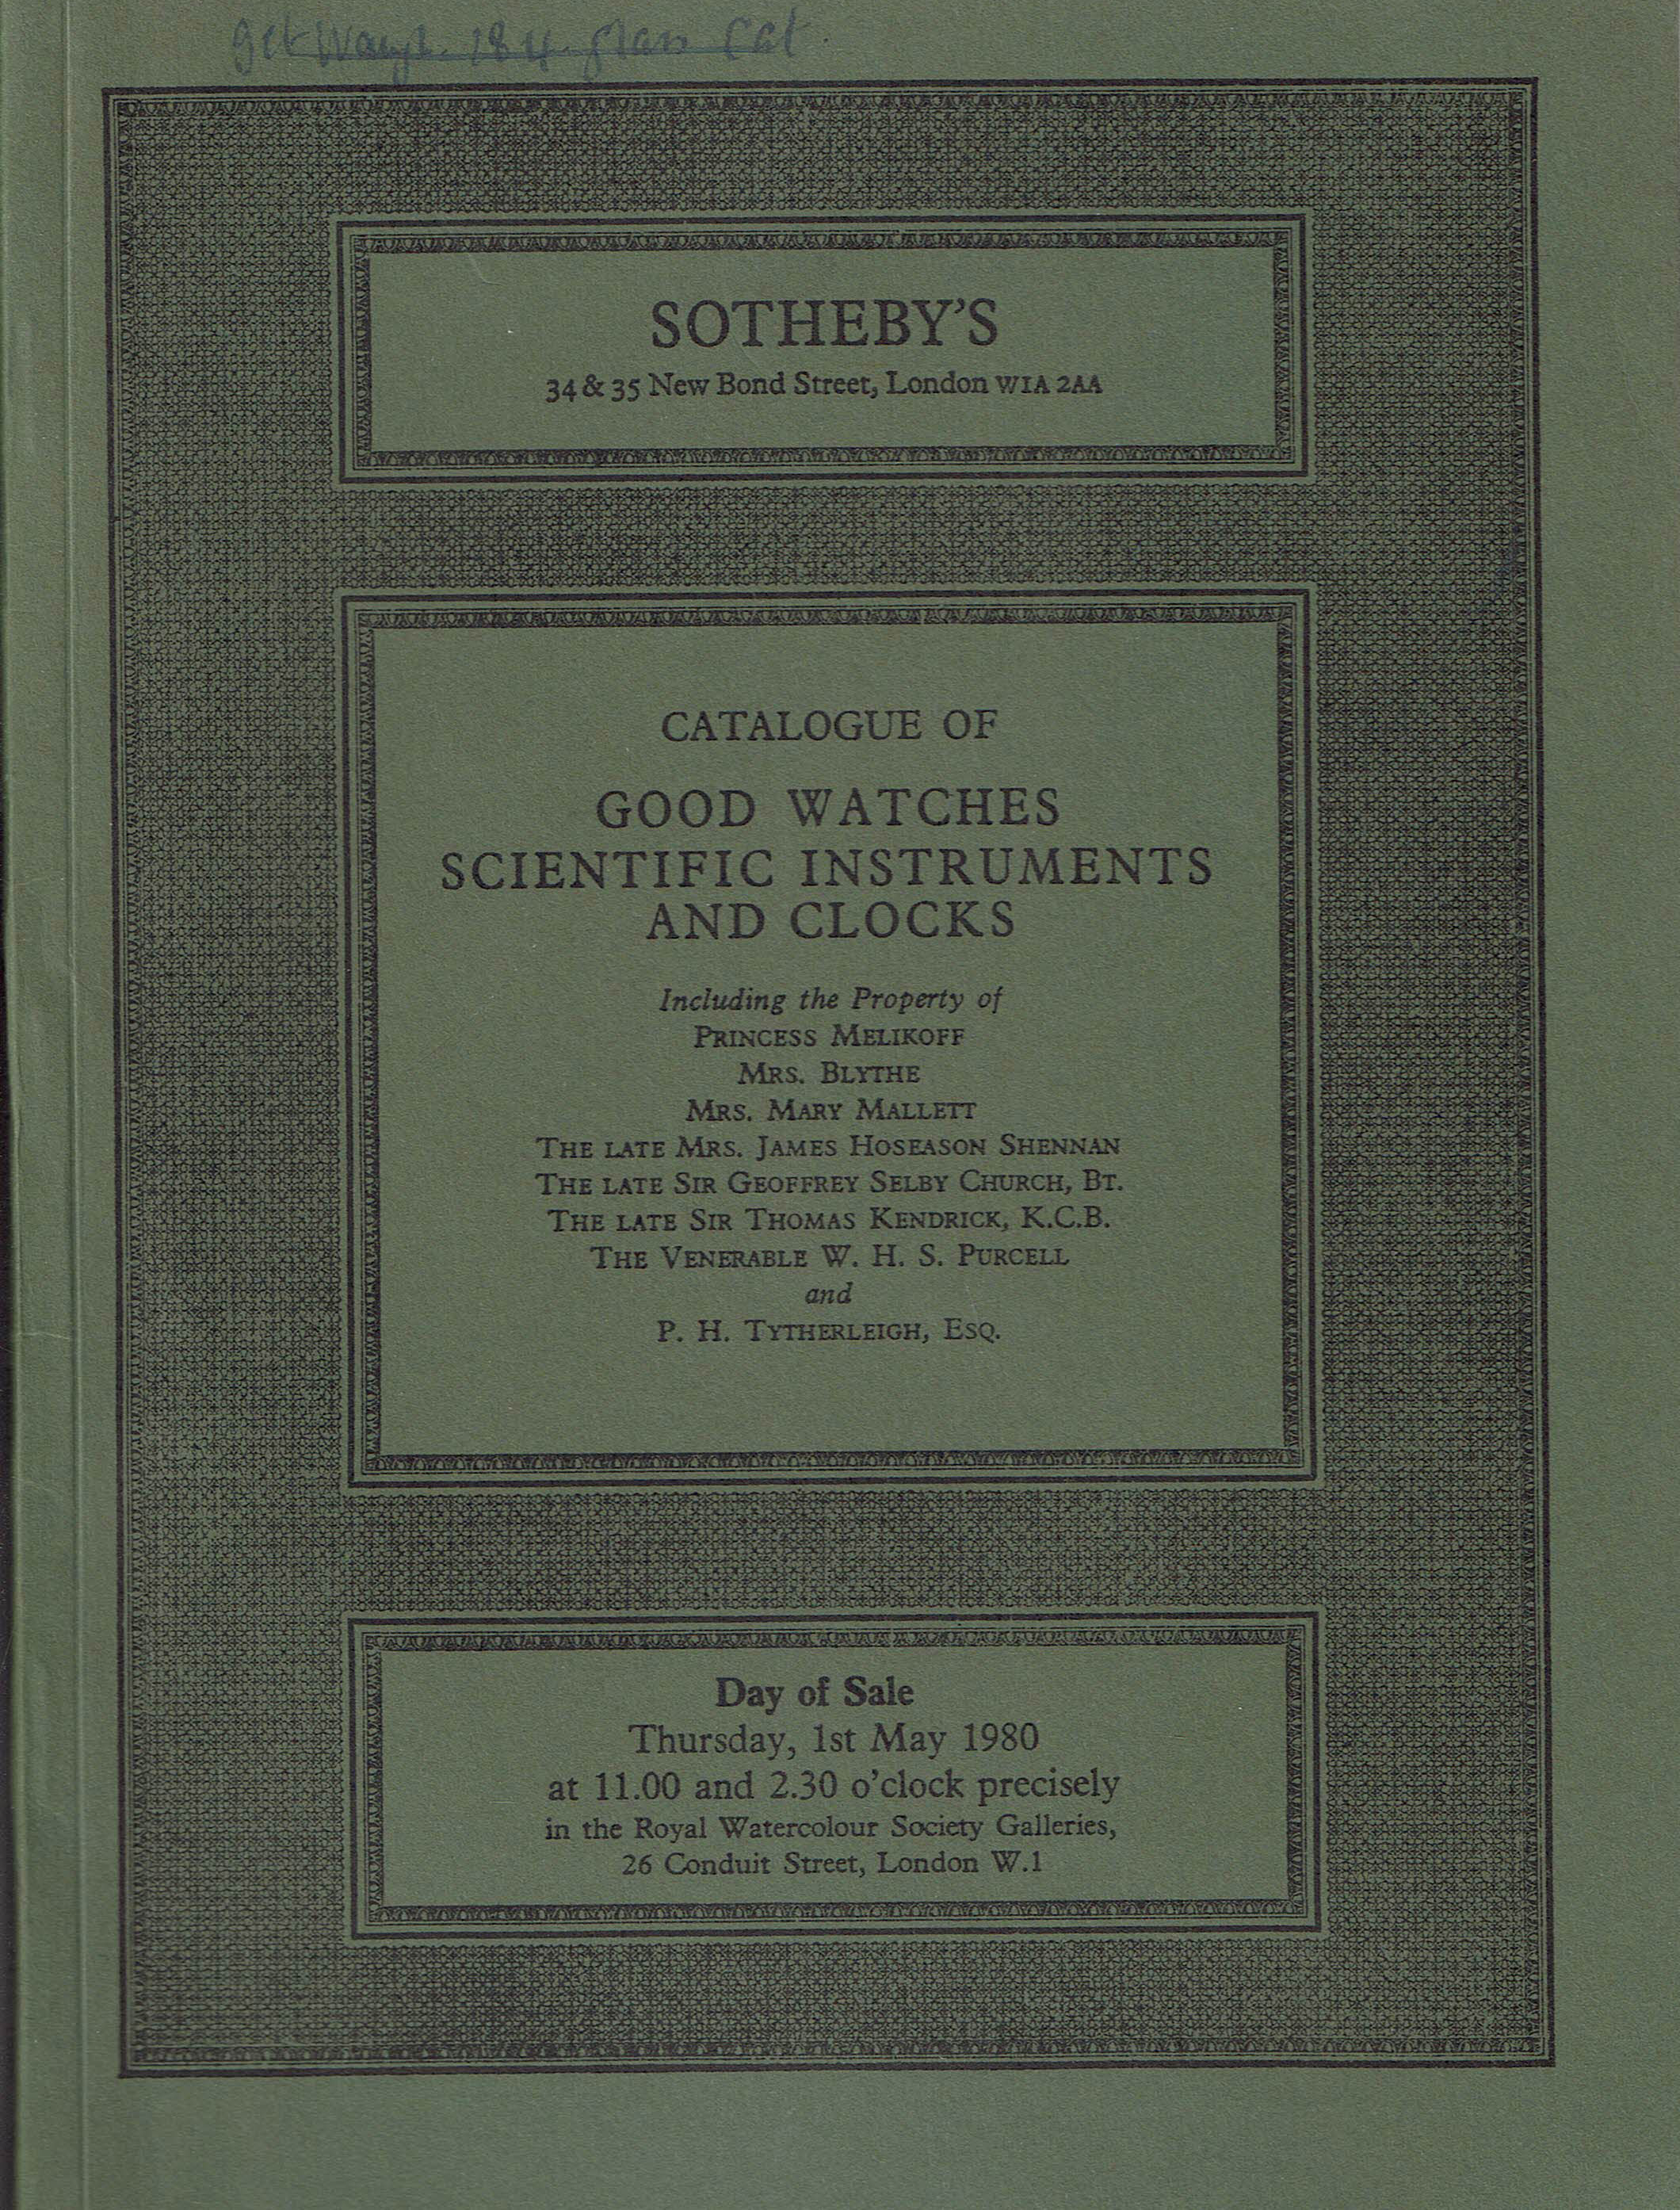 SOTHEBY'S
34 & 35 New Bond Street, London W1A 2AA
CATALOGUE OF
GOOD WATCHES
SCIENTIFIC INSTRUMENTS
AND CLOCKS
Including the Property of
PRINCESS MELIKOFF
MRS. BLYTHE
MRS. MARY MALLETT
THE LATE MRS. JAMES HOSEASON SHENNAN
THE LATE SIR GEOFFREY SELBY CHURCH, BT.
THE LATE SIR THOMAS KENDRICK, K.C.B.
THE VENERABLE W. H. S. PURCELL
and
P. H. TYTHERLEIGH, ESQ.
Day of Sale
Thursday, 1st May 1980
at 11.00 and 2.30 o'clock precisely
in the Royal Watercolour Society Galleries,
26 Conduit Street, London W.1